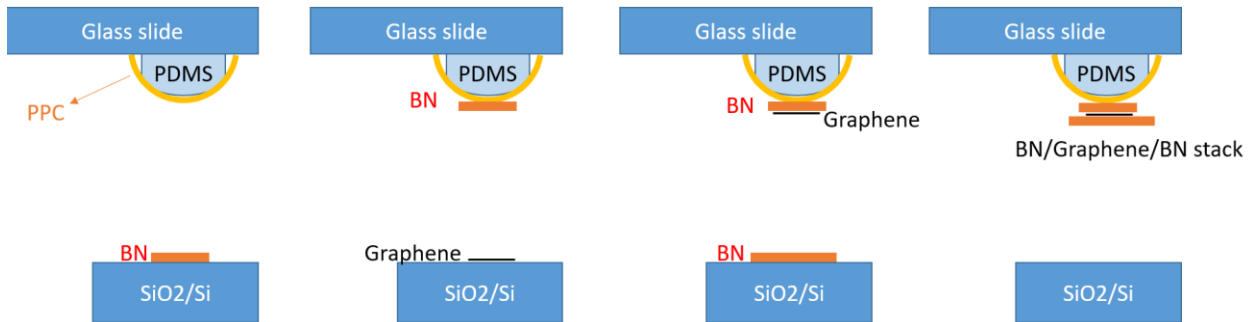 Glass slide
PDMS
PPC
BN
SiO2/Si
Glass slide
PDMS
BN
Graphene
SiO2/Si
Glass slide
PDMS
BN
Graphene
BN
SiO2/Si
Glass slide
PDMS
BN/Graphene/BN stack
SiO2/Si